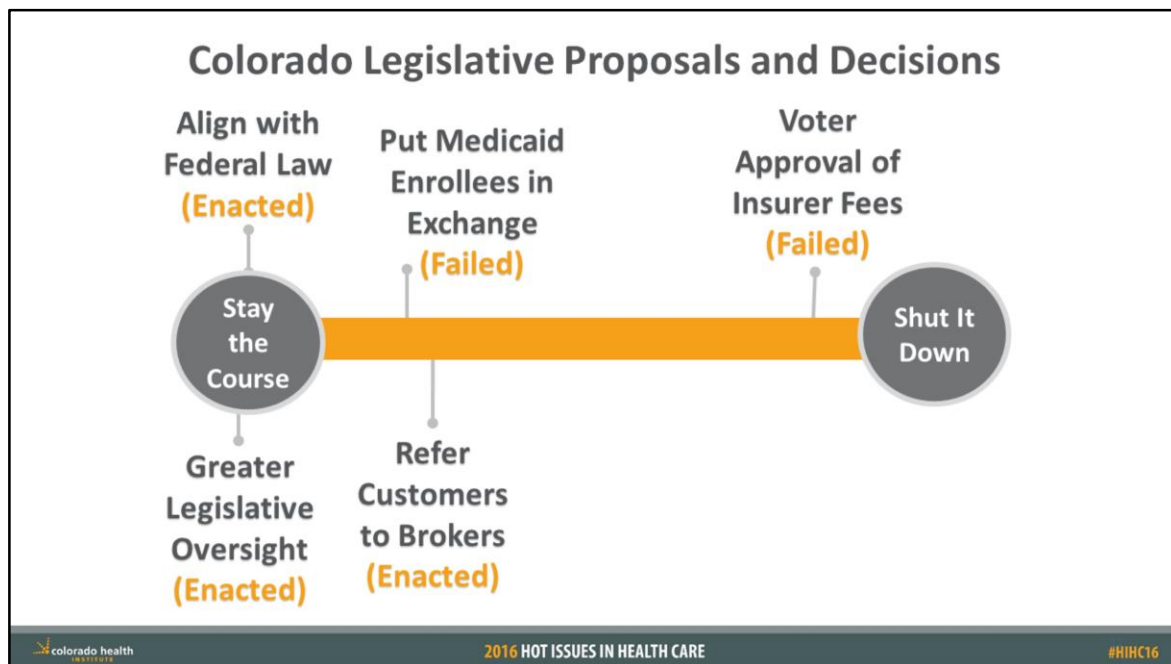 Colorado Legislative Proposals and Decisions
Align with
Federal Law
(Enacted)
Put Medicaid
Enrollees in
Exchange
(Failed)
Voter
Approval of
Insurer Fees
(Failed)
Stay
the
Course
Shut It
Down
Greater
Legislative
Oversight
(Enacted)
Refer
Customers
to Brokers
(Enacted)
colorado health
INSTITUTE
2016 HOT ISSUES IN HEALTH CARE
#HIHC16